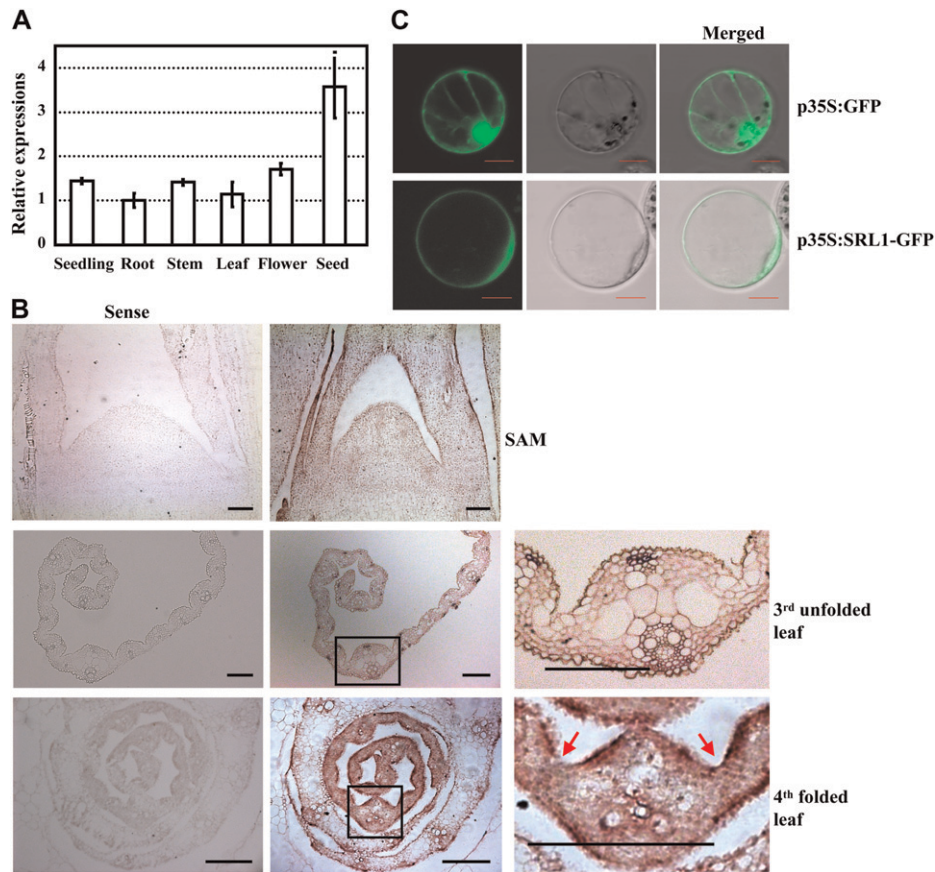 A
Relative expressions
4
3
2
1
0
Seedling Root Stem Leaf Flower Seed
C
Merged
p35S:GFP
p35S:SRL1-GFP
B
Sense
SAM
3rd unfolded
leaf
4th folded
leaf